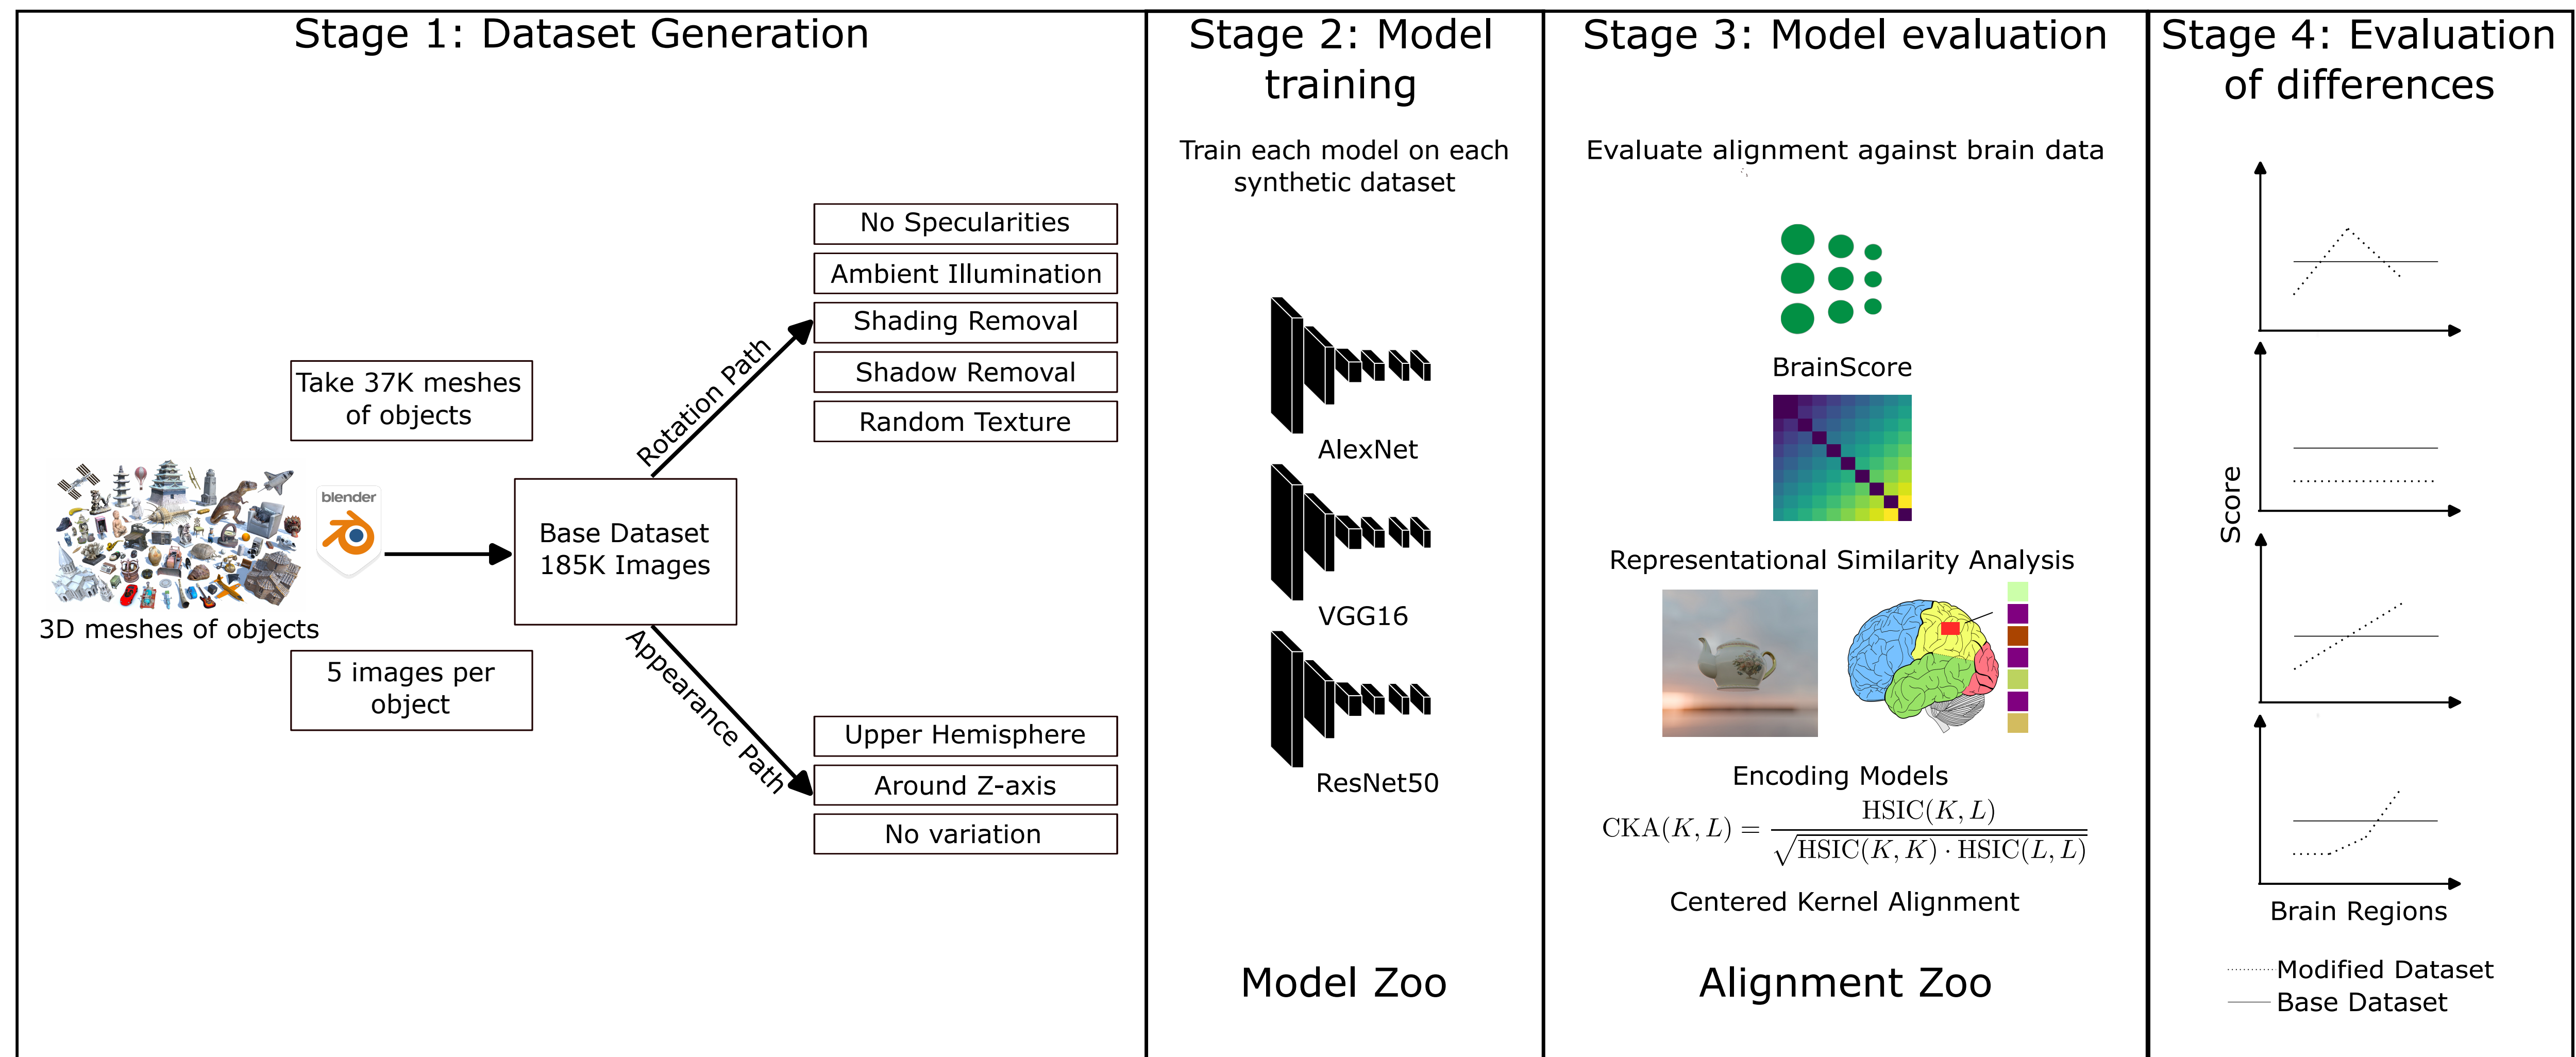 Stage 1: Dataset Generation
Take 37K meshes
of objects
blender
3D meshes of objects
5 images per
object
Base Dataset
185K Images
Rotation Path
No Specularities
Ambient Illumination
Shading Removal
Shadow Removal
Random Texture
Appearance Path
Upper Hemisphere
Around Z-axis
No variation
Stage 2: Model
training
Train each model on each
synthetic dataset
AlexNet
VGG16
ResNet50
Model Zoo
Stage 3: Model evaluation
Evaluate alignment against brain data
BrainScore
Representational Similarity Analysis
Encoding Models
CKA(K, L) = HSIC(K, L) / √HSIC(K, K) · HSIC(L, L)
Centered Kernel Alignment
Alignment Zoo
Stage 4: Evaluation
of differences
Score
Brain Regions
Modified Dataset
Base Dataset